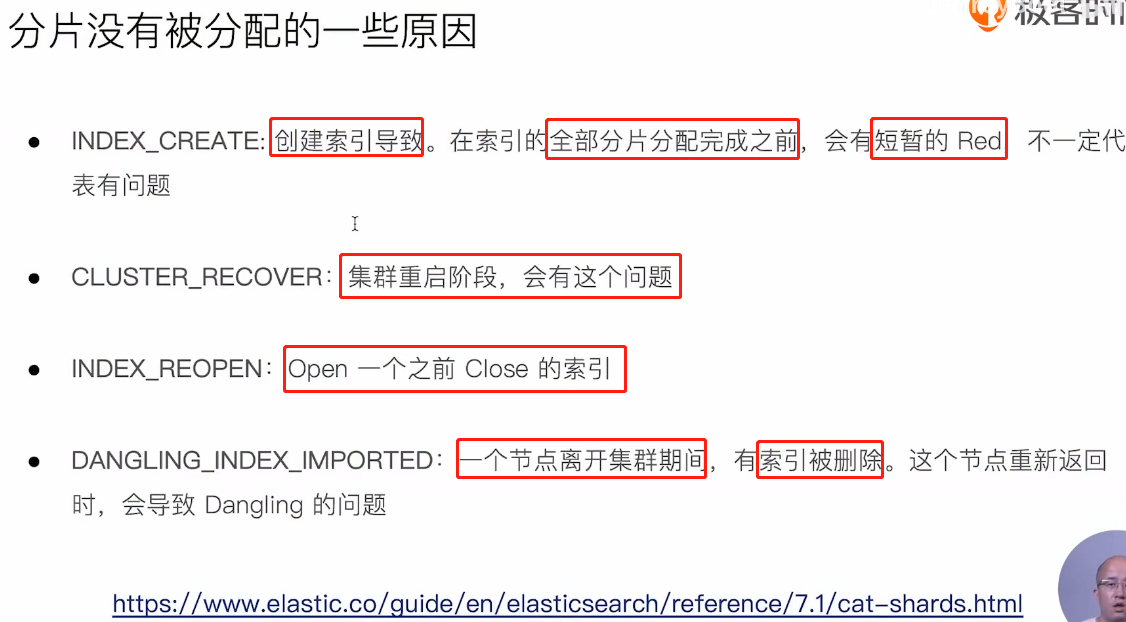 分片没有被分配的一些原因
极客时
INDEX_CREATE: 创建索引导致。在索引的全部分片分配完成之前，会有短暂的 Red 不一定代
表有问题
CLUSTER_RECOVER：集群重启阶段，会有这个问题
INDEX_REOPEN：Open 一个之前 Close 的索引
DANGLING_INDEX_IMPORTED：一个节点离开集群期间，有索引被删除。这个节点重新返回
时，会导致 Dangling 的问题
https://www.elastic.co/guide/en/elasticsearch/reference/7.1/cat-shards.html